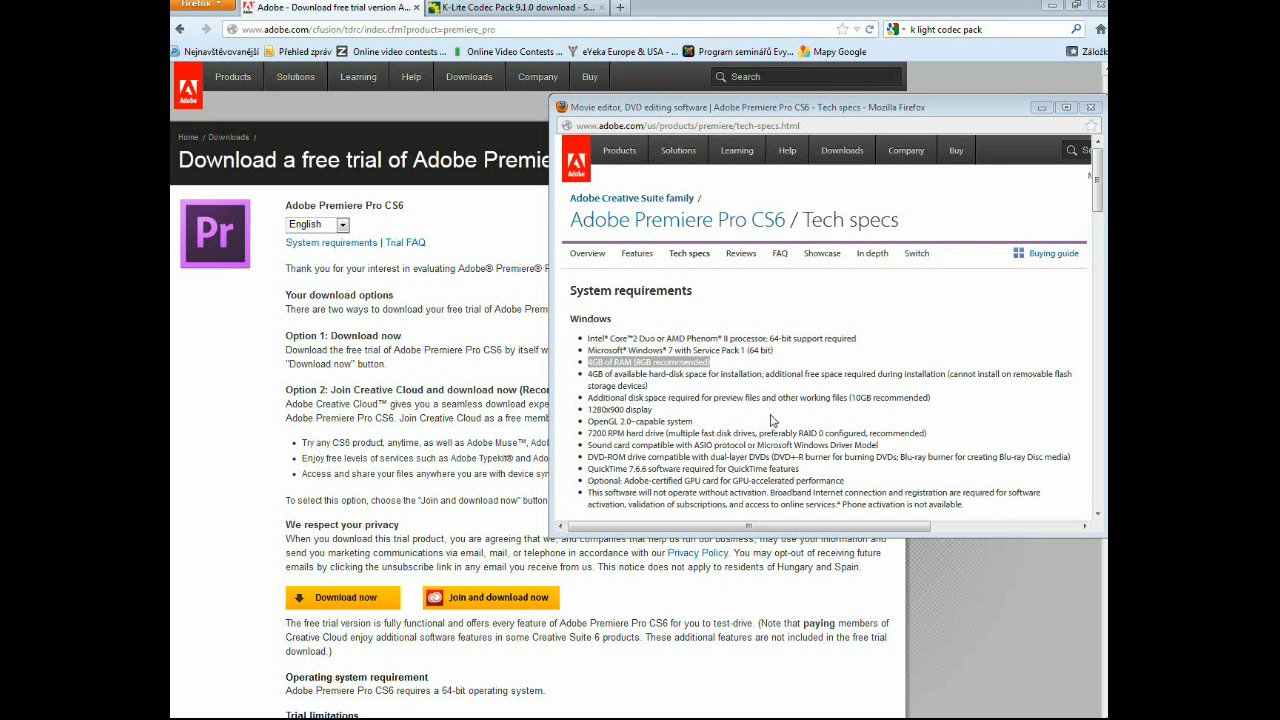 Firefox
Adobe - Download free trial version A...
K-Lite Codec Pack 9.1.0 download - S...
www.adobe.com/cfusion/tdrc/index.cfm?product=premiere_pro
k light codec pack
Nejnavštěvovanější
Přehled zpráv
Online video contests ...
Online Video Contests ...
eYeka Europe & USA - ...
Program seminářů Evy...
Mapy Google
Záložk
Adobe
Products
Solutions
Learning
Help
Downloads
Company
Buy
Search
Home / Downloads /
Download a free trial of Adobe Premie
Pr
Adobe Premiere Pro CS6
English
System requirements | Trial FAQ
Thank you for your interest in evaluating Adobe® Premiere® P
Your download options
There are two ways to download your free trial of Adobe Prem
Option 1: Download now
Download the free trial of Adobe Premiere Pro CS6 by itself w
"Download now" button.
Option 2: Join Creative Cloud and download now (Recor
Adobe Creative Cloud™ gives you a seamless download expe
Adobe Premiere Pro CS6. Join Creative Cloud as a free memb
Try any CS6 product, anytime, as well as Adobe Muse™, Adob
Enjoy free levels of services such as Adobe Typekit® and Ado
Access and share your files anywhere you are with device syn
To select this option, choose the "Join and download now" button
We respect your privacy
When you download this trial product, you are agreeing that we, and companies that help us run our business, may use your information and
send you marketing communications via email, mail, or telephone in accordance with our Privacy Policy. You may opt-out of receiving future
emails by clicking the unsubscribe link in any email you receive from us. This notice does not apply to residents of Hungary and Spain.
Download now
Join and download now
The free trial version is fully functional and offers every feature of Adobe Premiere Pro CS6 for you to test-drive. (Note that paying members of
Creative Cloud enjoy additional software features in some Creative Suite 6 products. These additional features are not included in the free trial
download.)
Operating system requirement
Adobe Premiere Pro CS6 requires a 64-bit operating system.
Trial limitations
Movie editor, DVD editing software | Adobe Premiere Pro CS6 - Tech specs - Mozilla Firefox
www.adobe.com/us/products/premiere/tech-specs.html
Adobe
Products
Solutions
Learning
Help
Downloads
Company
Buy
Se
Adobe Creative Suite family /
Adobe Premiere Pro CS6 / Tech specs
Overview
Features
Tech specs
Reviews
FAQ
Showcase
In depth
Switch
Buying guide
System requirements
Windows
Intel® Core™2 Duo or AMD Phenom® II processor; 64-bit support required
Microsoft® Windows® 7 with Service Pack 1 (64 bit)
4GB of RAM (8GB recommended)
4GB of available hard-disk space for installation; additional free space required during installation (cannot install on removable flash
storage devices)
Additional disk space required for preview files and other working files (10GB recommended)
1280x900 display
OpenGL 2.0–capable system
7200 RPM hard drive (multiple fast disk drives, preferably RAID 0 configured, recommended)
Sound card compatible with ASIO protocol or Microsoft Windows Driver Model
DVD-ROM drive compatible with dual-layer DVDs (DVD+-R burner for burning DVDs; Blu-ray burner for creating Blu-ray Disc media)
QuickTime 7.6.6 software required for QuickTime features
Optional: Adobe-certified GPU card for GPU-accelerated performance
This software will not operate without activation. Broadband Internet connection and registration are required for software
activation, validation of subscriptions, and access to online services.* Phone activation is not available.